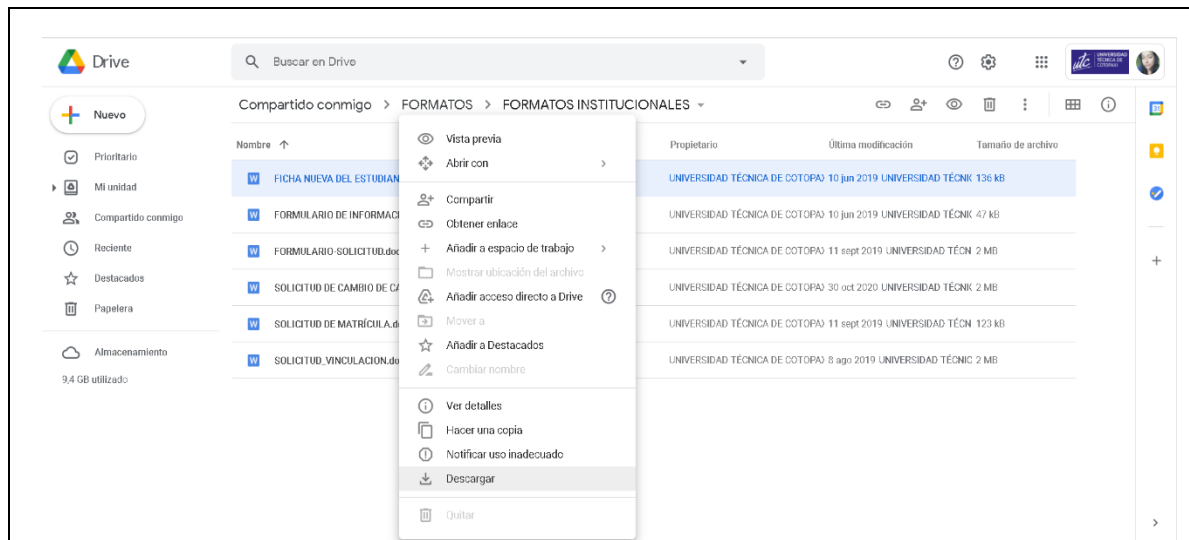 Drive
Buscar en Drive
utc UNIVERSIDAD TÉCNICA DE COTOPAXI
Nuevo
Compartido conmigo > FORMATOS > FORMATOS INSTITUCIONALES
Prioritario
Mi unidad
Compartido conmigo
Reciente
Destacados
Papelera
Almacenamiento
9,4 GB utilizado
Nombre
Propietario
Última modificación
Tamaño de archivo
W FICHA NUEVA DEL ESTUDIAN
UNIVERSIDAD TÉCNICA DE COTOPAX 10 jun 2019 UNIVERSIDAD TÉCNIC 136 kB
W FORMULARIO DE INFORMACI
UNIVERSIDAD TÉCNICA DE COTOPAX 10 jun 2019 UNIVERSIDAD TÉCNIC 47 kB
W FORMULARIO-SOLICITUD.doc
UNIVERSIDAD TÉCNICA DE COTOPAX 11 sept 2019 UNIVERSIDAD TÉCN 2 MB
W SOLICITUD DE CAMBIO DE CA
UNIVERSIDAD TÉCNICA DE COTOPAX 30 oct 2020 UNIVERSIDAD TÉCNIC 2 MB
W SOLICITUD DE MATRÍCULA.d
UNIVERSIDAD TÉCNICA DE COTOPAX 11 sept 2019 UNIVERSIDAD TÉCN 123 kB
W SOLICITUD_VINCULACION.do
UNIVERSIDAD TÉCNICA DE COTOPAX 8 ago 2019 UNIVERSIDAD TÉCNIC 2 MB
Vista previa
Abrir con
Compartir
Obtener enlace
Añadir a espacio de trabajo
Mostrar ubicación del archivo
Añadir acceso directo a Drive
Mover a
Añadir a Destacados
Cambiar nombre
Ver detalles
Hacer una copia
Notificar uso inadecuado
Descargar
Quitar
31